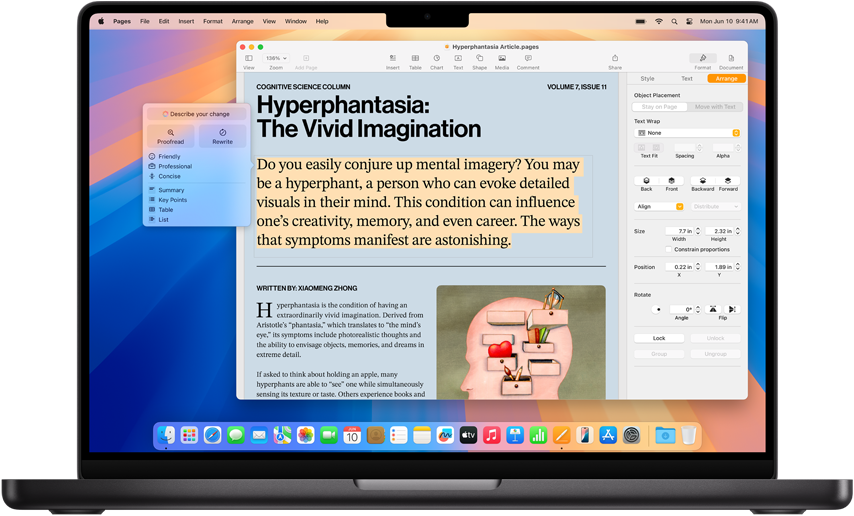 Pages File Edit Insert Format Arrange View Window Help
Mon Jun 10 9:41 AM
Hyperphantasia Article.pages
138%
View Zoom Add Page Insert Table Chart Text Shape Media Comment Share Format Document
Describe your change
Proofread Rewrite
Friendly
Professional
Concise
Summary
Key Points
Table
List
COGNITIVE SCIENCE COLUMN VOLUME 7, ISSUE 11
Hyperphantasia:
The Vivid Imagination
Do you easily conjure up mental imagery? You may
be a hyperphant, a person who can evoke detailed
visuals in their mind. This condition can influence
one’s creativity, memory, and even career. The ways
that symptoms manifest are astonishing.
WRITTEN BY: XIAOMENG ZHONG
Hyperphantasia is the condition of having an
extraordinarily vivid imagination. Derived from
Aristotle’s “phantasia,” which translates to “the mind’s
eye,” its symptoms include photorealistic thoughts and
the ability to envisage objects, memories, and dreams in
extreme detail.
If asked to think about holding an apple, many
hyperphants are able to “see” one while simultaneously
sensing its texture or taste. Others experience books and
Style Text Arrange
Object Placement
Stay on Page Move with Text
Text Wrap
None
Text Fit Spacing Alpha
Back Front Backward Forward
Align Distribute
Size 7.7 in 2.32 in
Width Height
Constrain proportions
Position 0.22 in 1.89 in
X Y
Rotate
0°
Angle Flip
Lock Unlock
Group Ungroup
JUN
10
tv